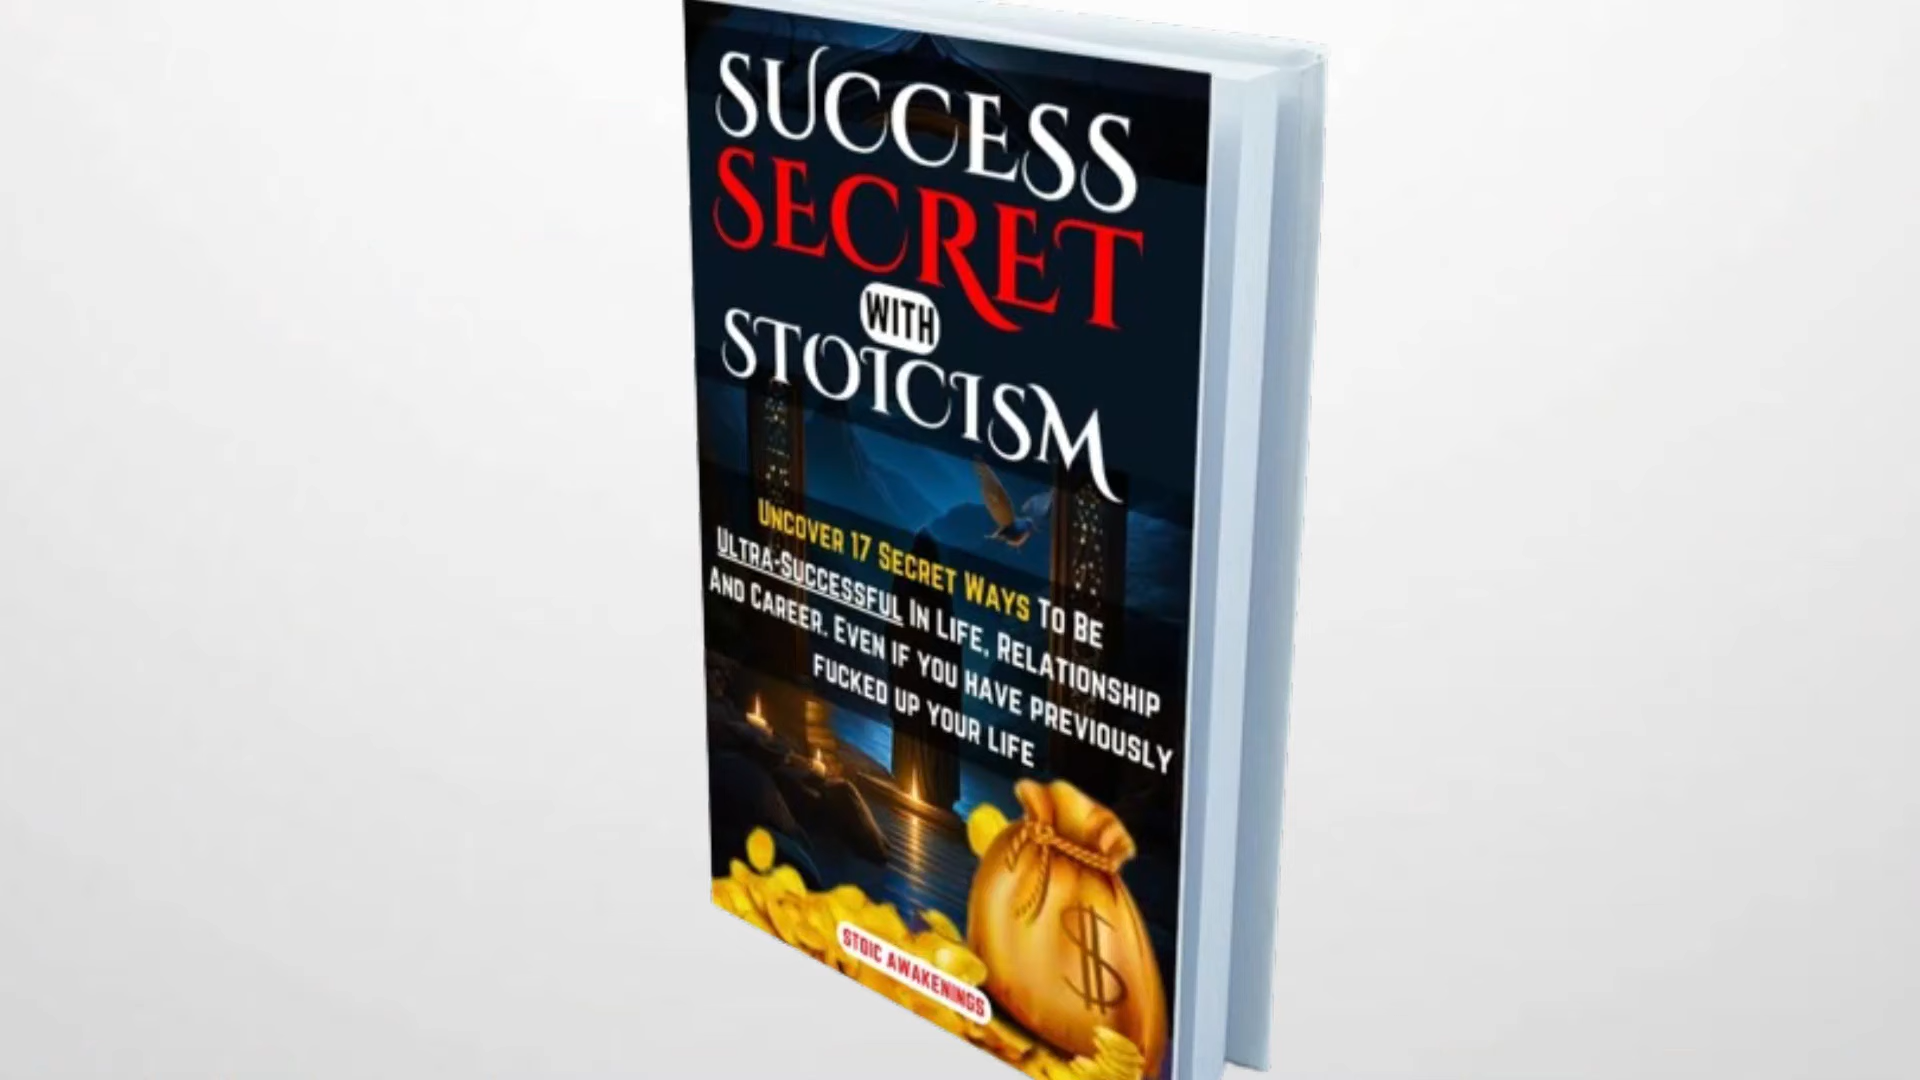 SUCCESS
SECRET
WITH
STOICISM
UNCOVER 17 SECRET WAYS TO BE
ULTRA-SUCCESSFUL IN LIFE, RELATIONSHIP
AND CAREER. EVEN IF YOU HAVE PREVIOUSLY
FUCKED UP YOUR LIFE
$
STOIC AWAKENINGS